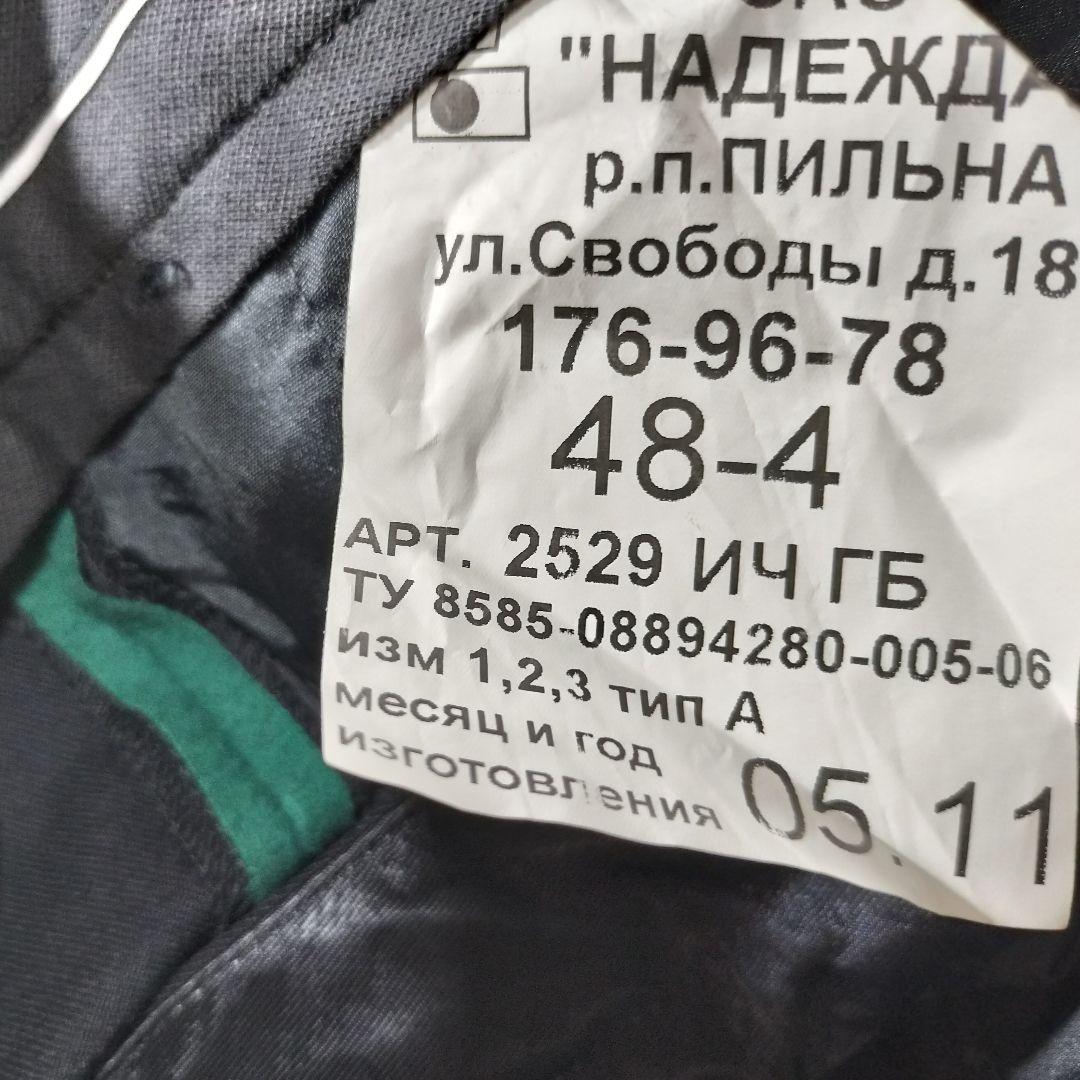 "НАДЕЖДА
р.п.ПИЛЬНА
ул.Свободы д.18
176-96-78
48-4
АРТ. 2529 ИЧ ГБ
ТУ 8585-08894280-005-06
изм 1,2,3 тип А
месяц и год
изготовления 05.11